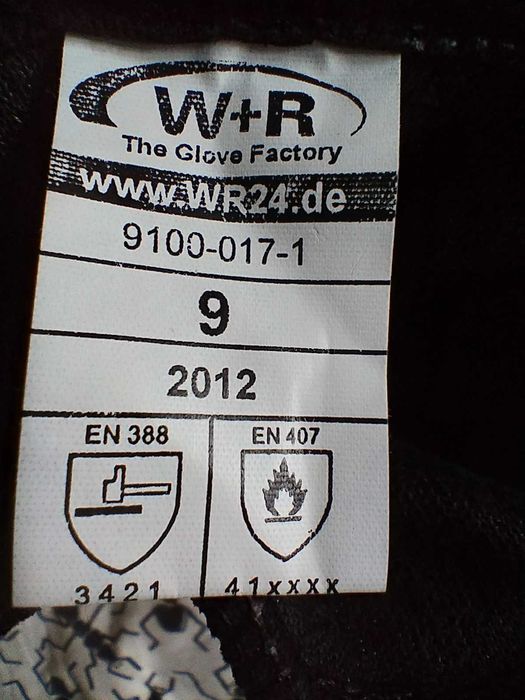 W+R
The Glove Factory
www.WR24.de
9100-017-1
9
2012
EN 388
EN 407
3421
41xxxx